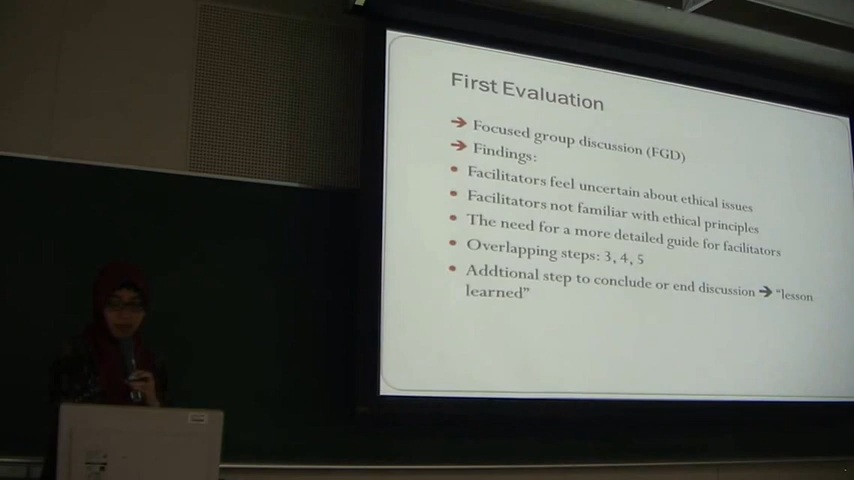 First Evaluation
➔ Focused group discussion (FGD)
➔ Findings:
• Facilitators feel uncertain about ethical issues
• Facilitators not familiar with ethical principles
• The need for a more detailed guide for facilitators
• Overlapping steps: 3, 4, 5
• Addtional step to conclude or end discussion ➔ “lesson
learned”